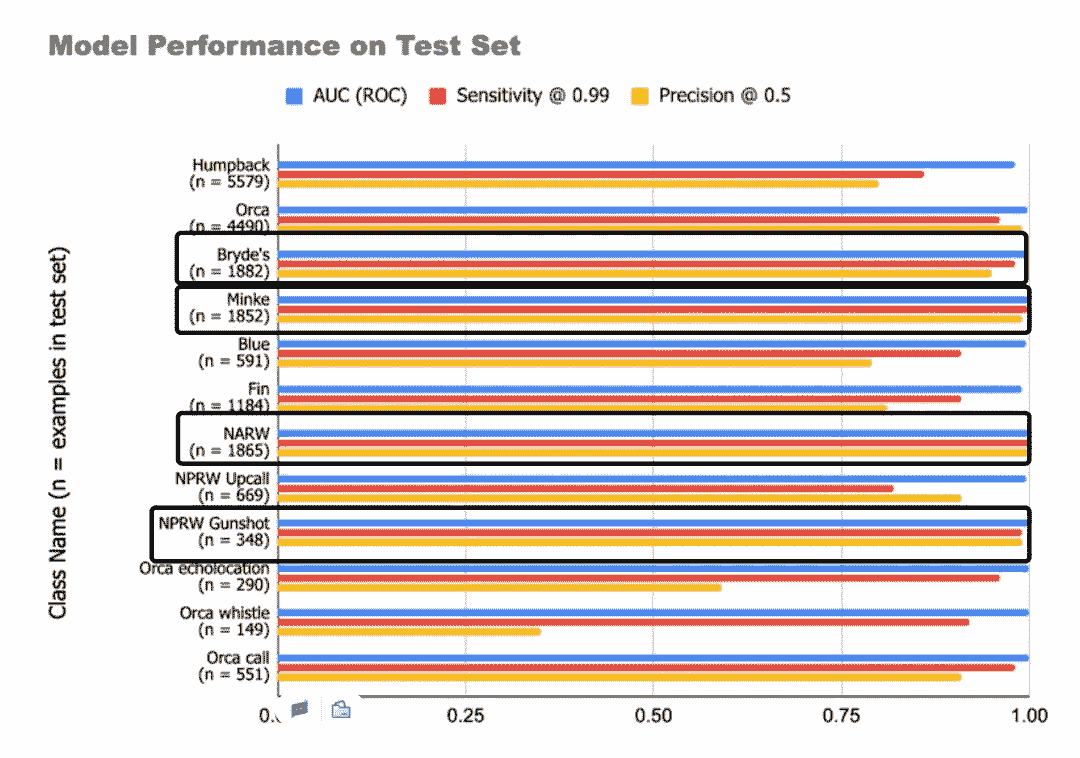 Model Performance on Test Set
AUC (ROC) Sensitivity @ 0.99 Precision @ 0.5
Class Name (n = examples in test set)
Humpback
(n = 5579)
Orca
(n = 4490)
Bryde's
(n = 1882)
Minke
(n = 1852)
Blue
(n = 591)
Fin
(n = 1184)
NARW
(n = 1865)
NPRW Upcall
(n = 669)
NPRW Gunshot
(n = 348)
Orca echolocation
(n = 290)
Orca whistle
(n = 149)
Orca call
(n = 551)
0.25 0.50 0.75 1.00